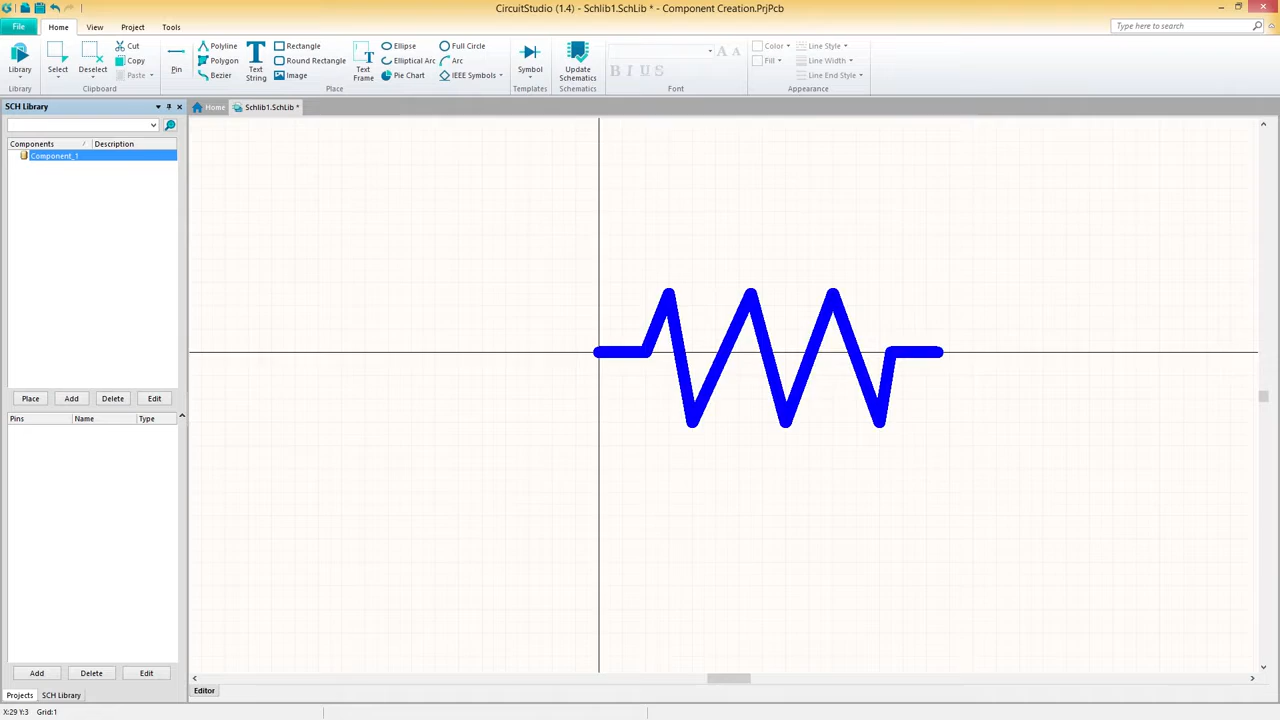 CircuitStudio (1.4) - Schlib1.SchLib * - Component Creation.PrjPcb
File Home View Project Tools
Type here to search
Library
Select
Deselect
Cut
Copy
Paste
Pin
Polyline
Polygon
Bezier
Text
String
Rectangle
Round Rectangle
Image
Text
Frame
Ellipse
Elliptical Arc
Pie Chart
Full Circle
Arc
IEEE Symbols
Symbol
Update
Schematics
A A
B I U S
Color
Fill
Line Style
Line Width
Line End Style
Library Clipboard Place Templates Schematics Font Appearance
SCH Library
Home Schlib1.SchLib *
Components / Description
Component_1
Place Add Delete Edit
Pins Name Type
Add Delete Edit
Editor
Projects SCH Library
X:29 Y:3 Grid:1